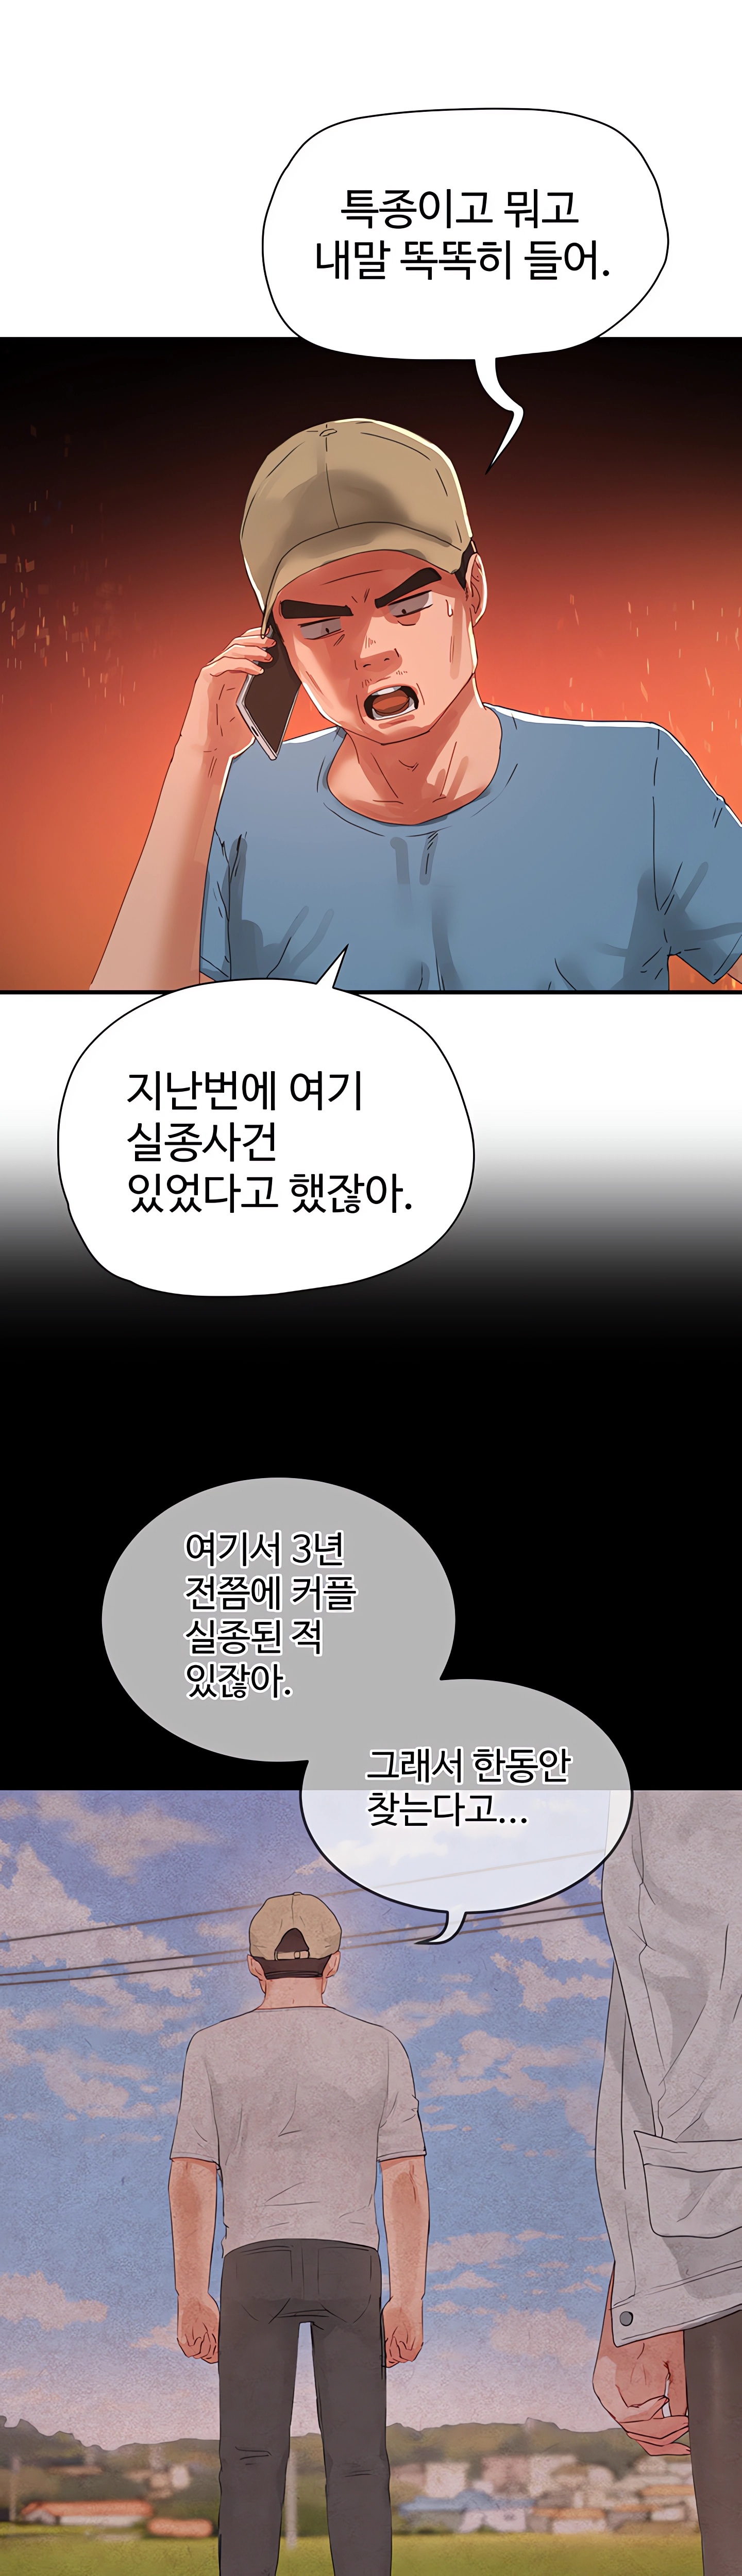 특종이고 뭐고
내말 똑똑히 들어.
지난번에 여기
실종사건
있었다고 했잖아.
여기서 3년
전쯤에 커플
실종된 적
있잖아.
그래서 한동안
찾는다고...